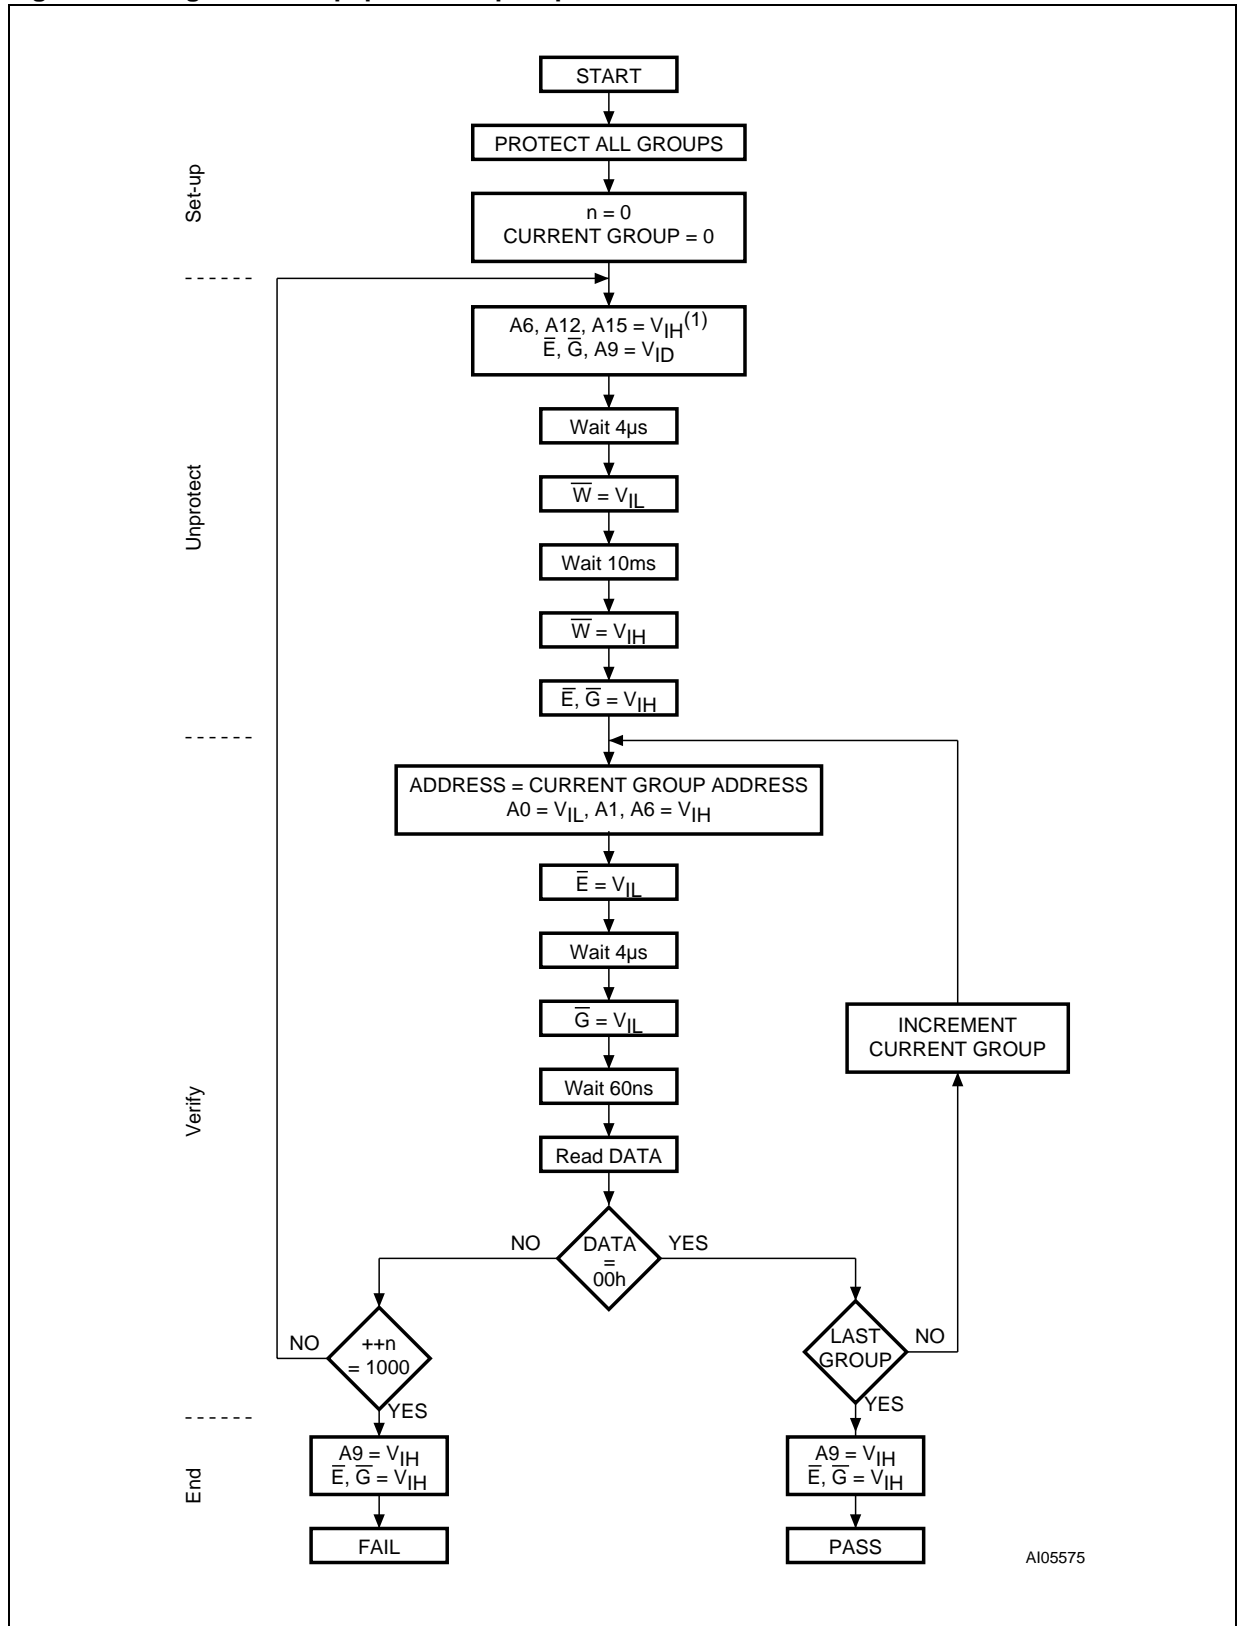 START
PROTECT ALL GROUPS
Set-up
n = 0
CURRENT GROUP = 0
A6, A12, A15 = VIH(1)
E̅, G̅, A9 = VID
Wait 4µs
Unprotect
W̅ = VIL
Wait 10ms
W̅ = VIH
E̅, G̅ = VIH
ADDRESS = CURRENT GROUP ADDRESS
A0 = VIL, A1, A6 = VIH
E̅ = VIL
Wait 4µs
G̅ = VIL
INCREMENT
CURRENT GROUP
Wait 60ns
Verify
Read DATA
NO
DATA
=
00h
YES
++n
= 1000
NO
YES
LAST
GROUP
NO
YES
End
A9 = VIH
E̅, G̅ = VIH
A9 = VIH
E̅, G̅ = VIH
FAIL
PASS
AI05575